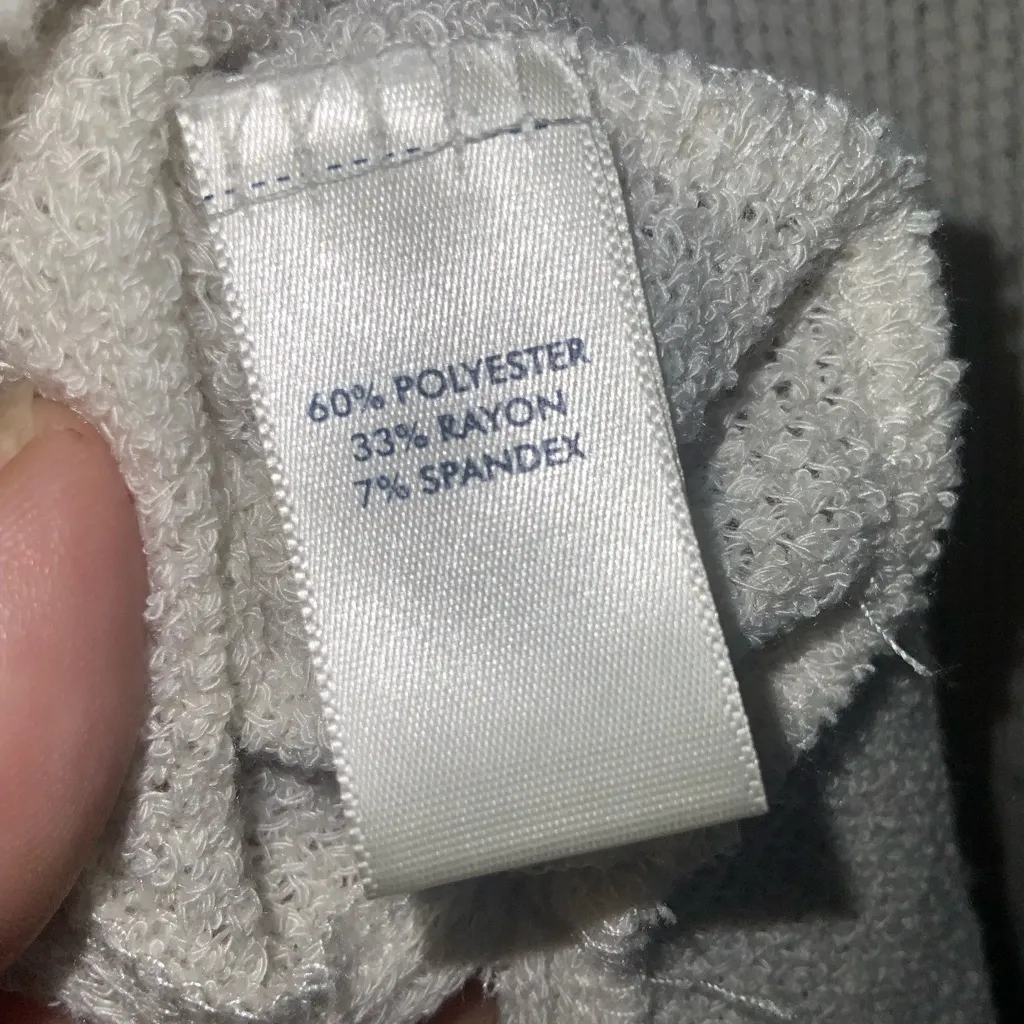 60% POLYESTER
33% RAYON
7% SPANDEX